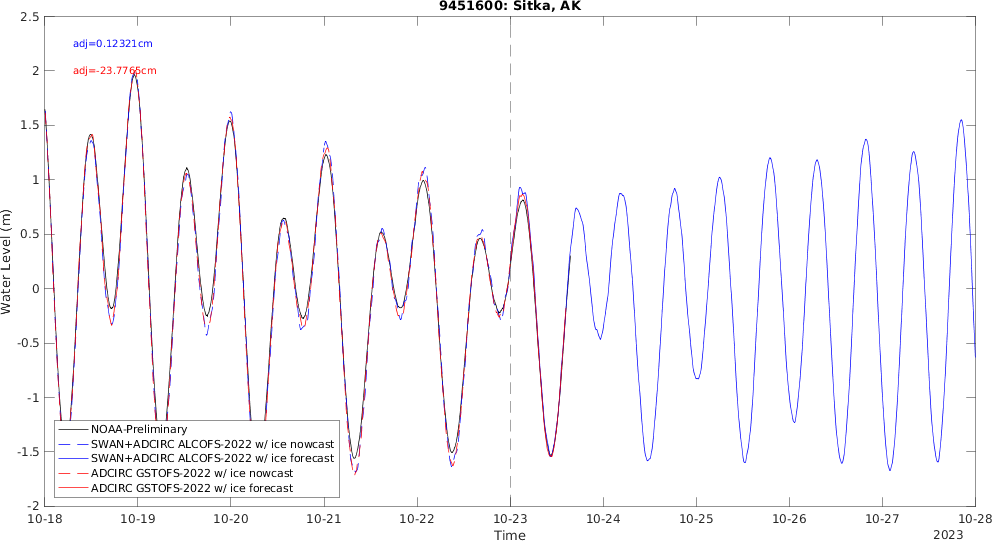 9451600: Sitka, AK
2.5
adj=0.12321cm
2
adj=-23.7765cm
1.5
1
0.5
Water Level (m)
0
-0.5
-1
NOAA-Preliminary
SWAN+ADCIRC ALCOFS-2022 w/ ice nowcast
-1.5
SWAN+ADCIRC ALCOFS-2022 w/ ice forecast
ADCIRC GSTOFS-2022 w/ ice nowcast
ADCIRC GSTOFS-2022 w/ ice forecast
-2
10-18 10-19 10-20 10-21 10-22 10-23 10-24 10-25 10-26 10-27 10-28
Time
2023